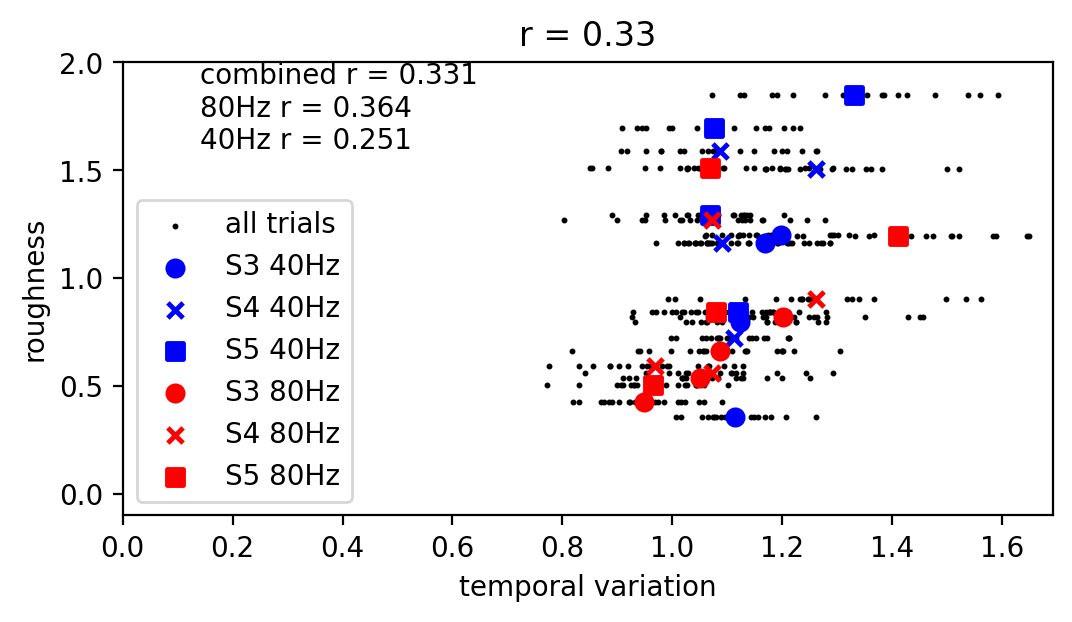 r = 0.33
combined r = 0.331
80Hz r = 0.364
40Hz r = 0.251
all trials
S3 40Hz
S4 40Hz
S5 40Hz
S3 80Hz
S4 80Hz
S5 80Hz
roughness
2.0
1.5
1.0
0.5
0.0
0.0 0.2 0.4 0.6 0.8 1.0 1.2 1.4 1.6
temporal variation